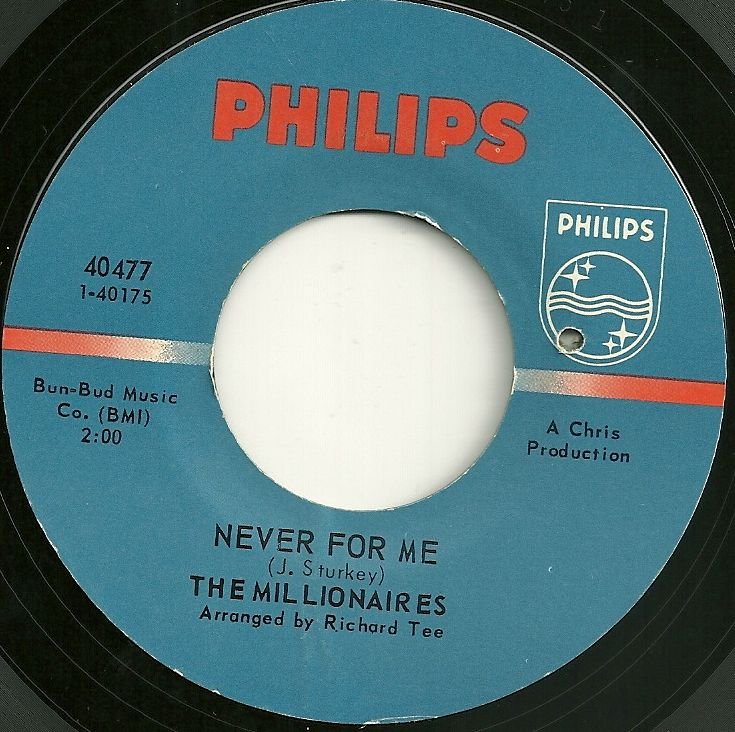 PHILIPS
PHILIPS
40477
1-40175
Bun-Bud Music
Co. (BMI)
2:00
A Chris
Production
NEVER FOR ME
(J. Sturkey)
THE MILLIONAIRES
Arranged by Richard Tee